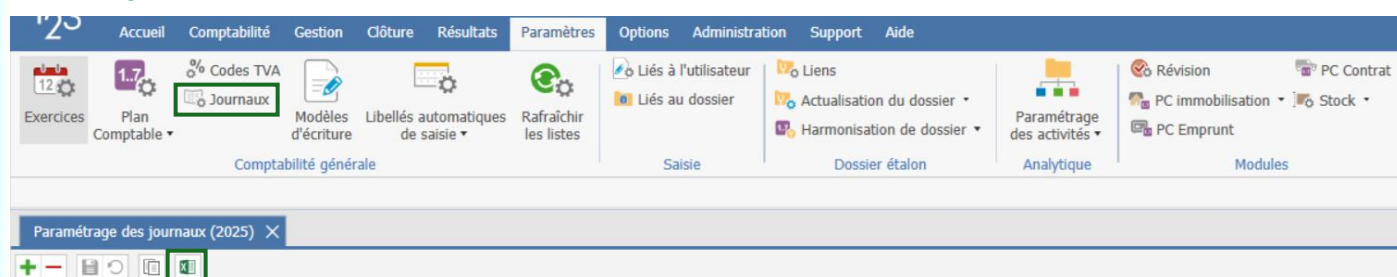 Accueil Comptabilité Gestion Clôture Résultats Paramètres Options Administration Support Aide
Exercices
Plan Comptable
% Codes TVA
Journaux
Modèles d'écriture
Libellés automatiques de saisie
Rafraîchir les listes
Comptabilité générale
Liés à l'utilisateur
Liés au dossier
Saisie
Liens
Actualisation du dossier
Harmonisation de dossier
Dossier étalon
Paramétrage des activités
Analytique
Révision
PC immobilisation
PC Emprunt
PC Contrat
Stock
Modules
Paramétrage des journaux (2025)